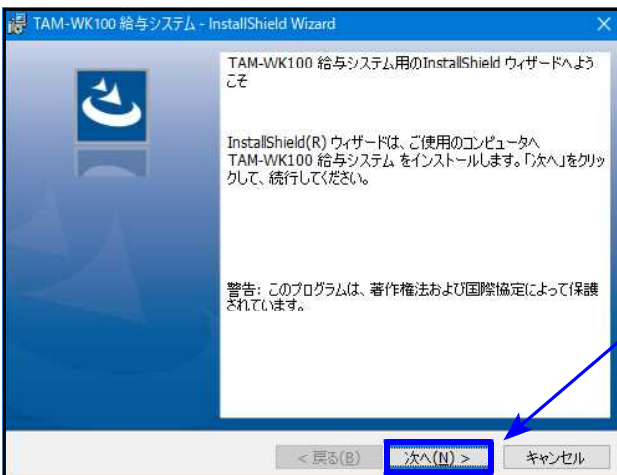 TAM-WK100 給与システム - InstallShield Wizard
TAM-WK100 給与システム用のInstallShield ウィザードへよう
こそ
InstallShield(R) ウィザードは、ご使用のコンピュータへ
TAM-WK100 給与システム をインストールします。「次へ」をクリッ
クして、続行してください。
警告: このプログラムは、著作権法および国際協定によって保護
されています。
< 戻る(B) 次へ(N) > キャンセル